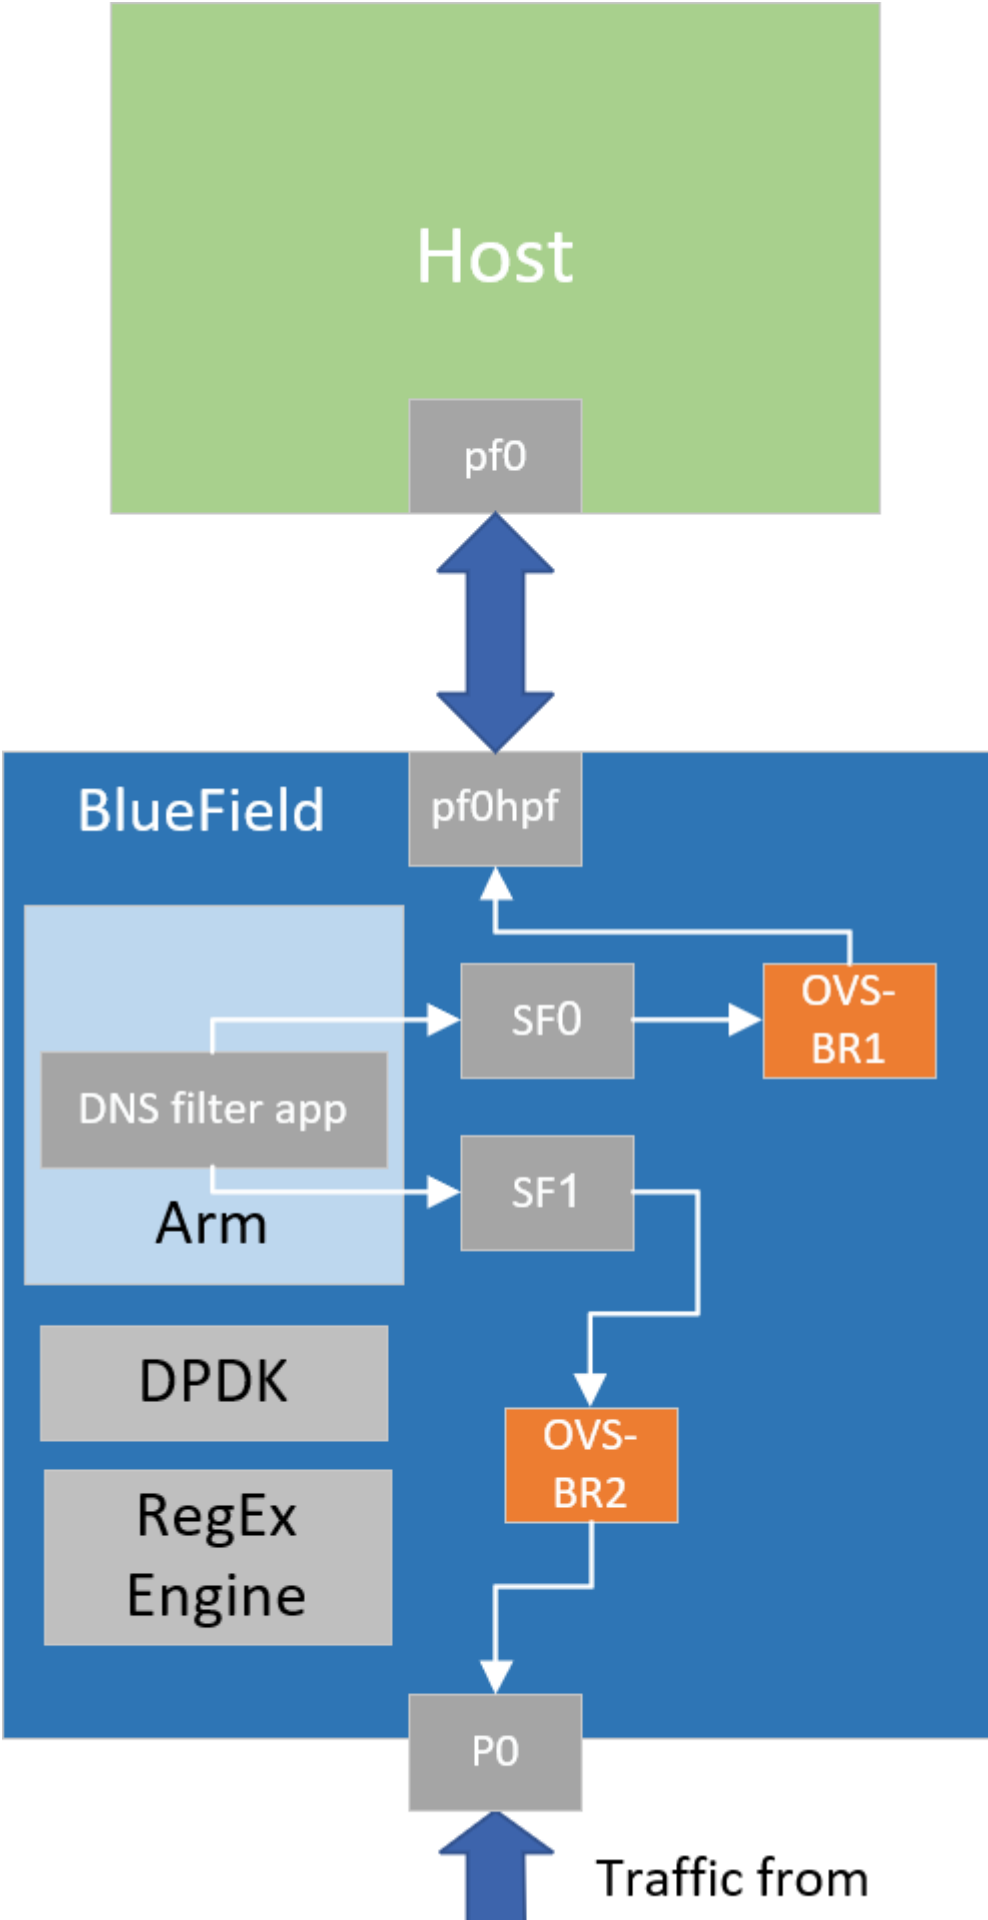 Host
pf0
BlueField
pf0hpf
SF0
OVS-
BR1
DNS filter app
SF1
Arm
DPDK
OVS-
BR2
RegEx
Engine
P0
Traffic from